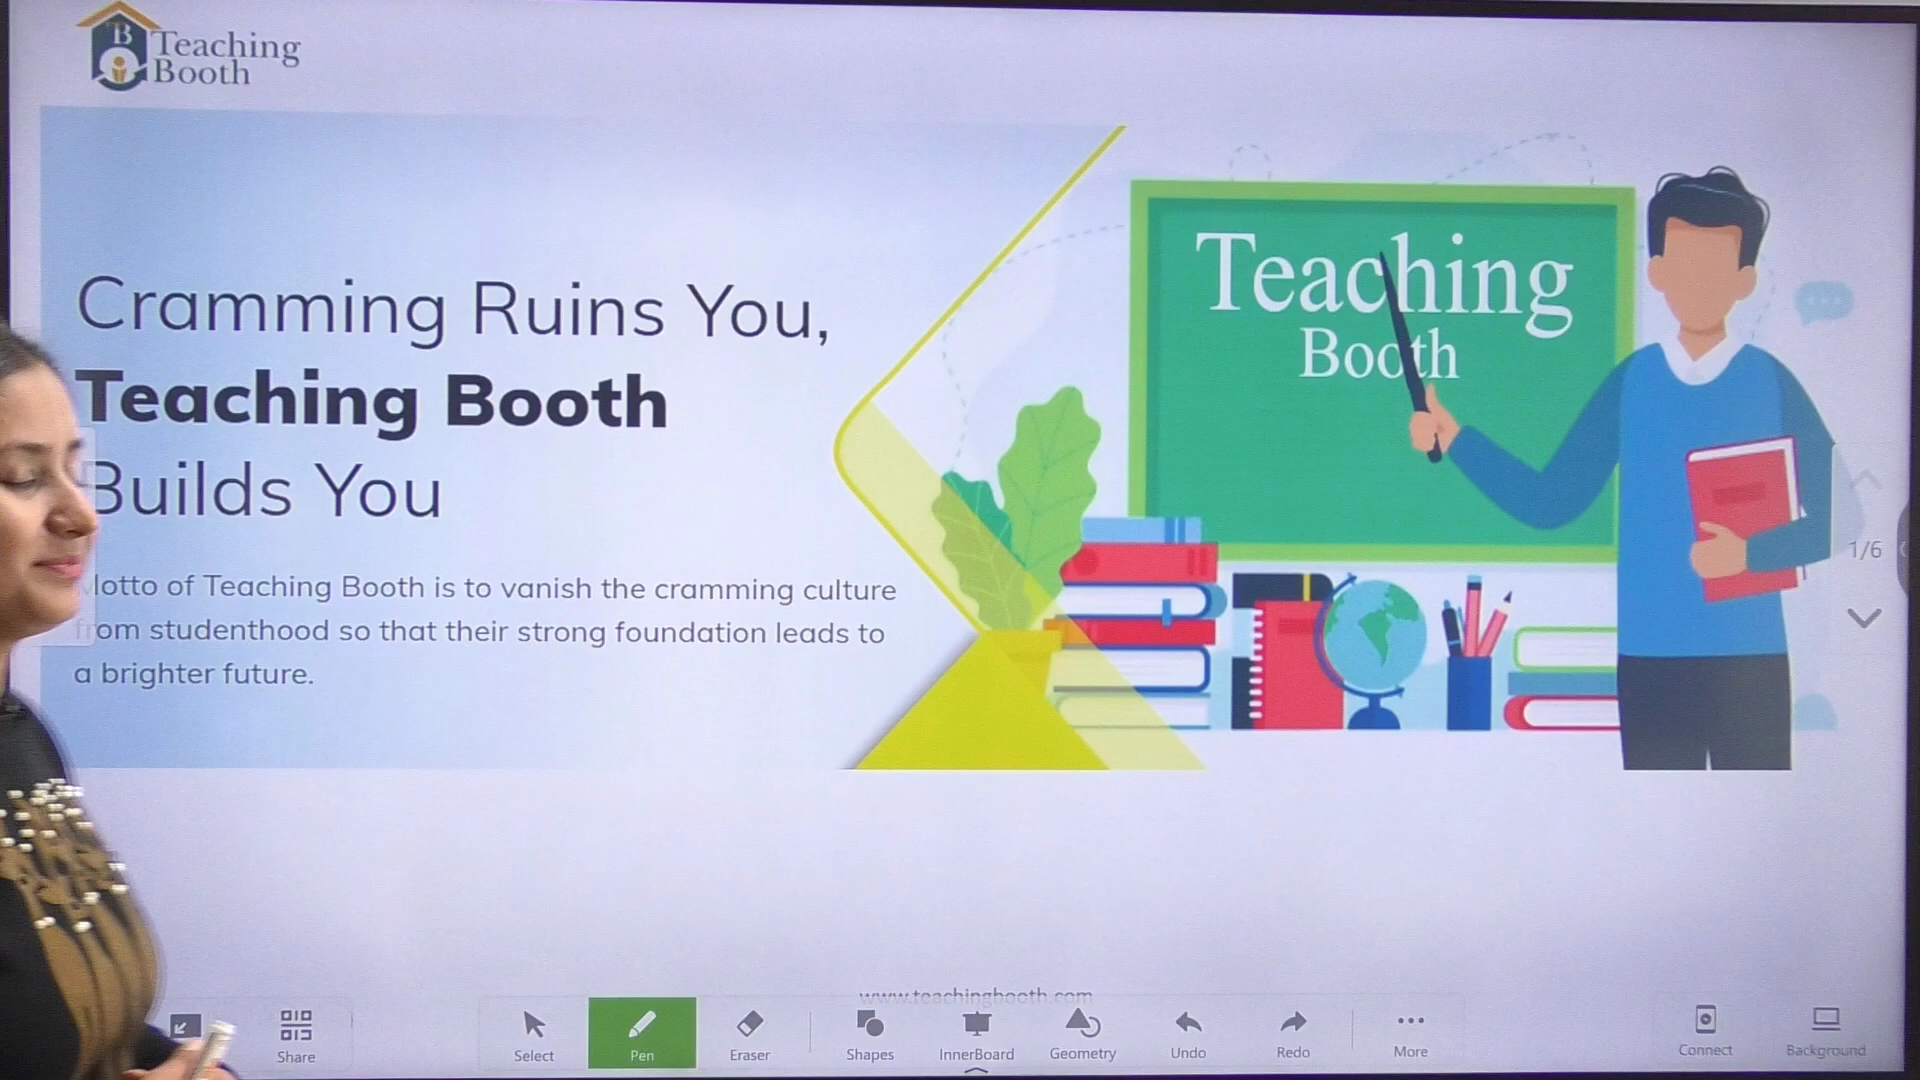 Teaching
Booth
Cramming Ruins You,
Teaching Booth
Builds You
Motto of Teaching Booth is to vanish the cramming culture
from studenthood so that their strong foundation leads to
a brighter future.
Teaching
Booth
1/6
www.teachingbooth.com
Share
Select
Pen
Eraser
Shapes
InnerBoard
Geometry
Undo
Redo
More
Connect
Background